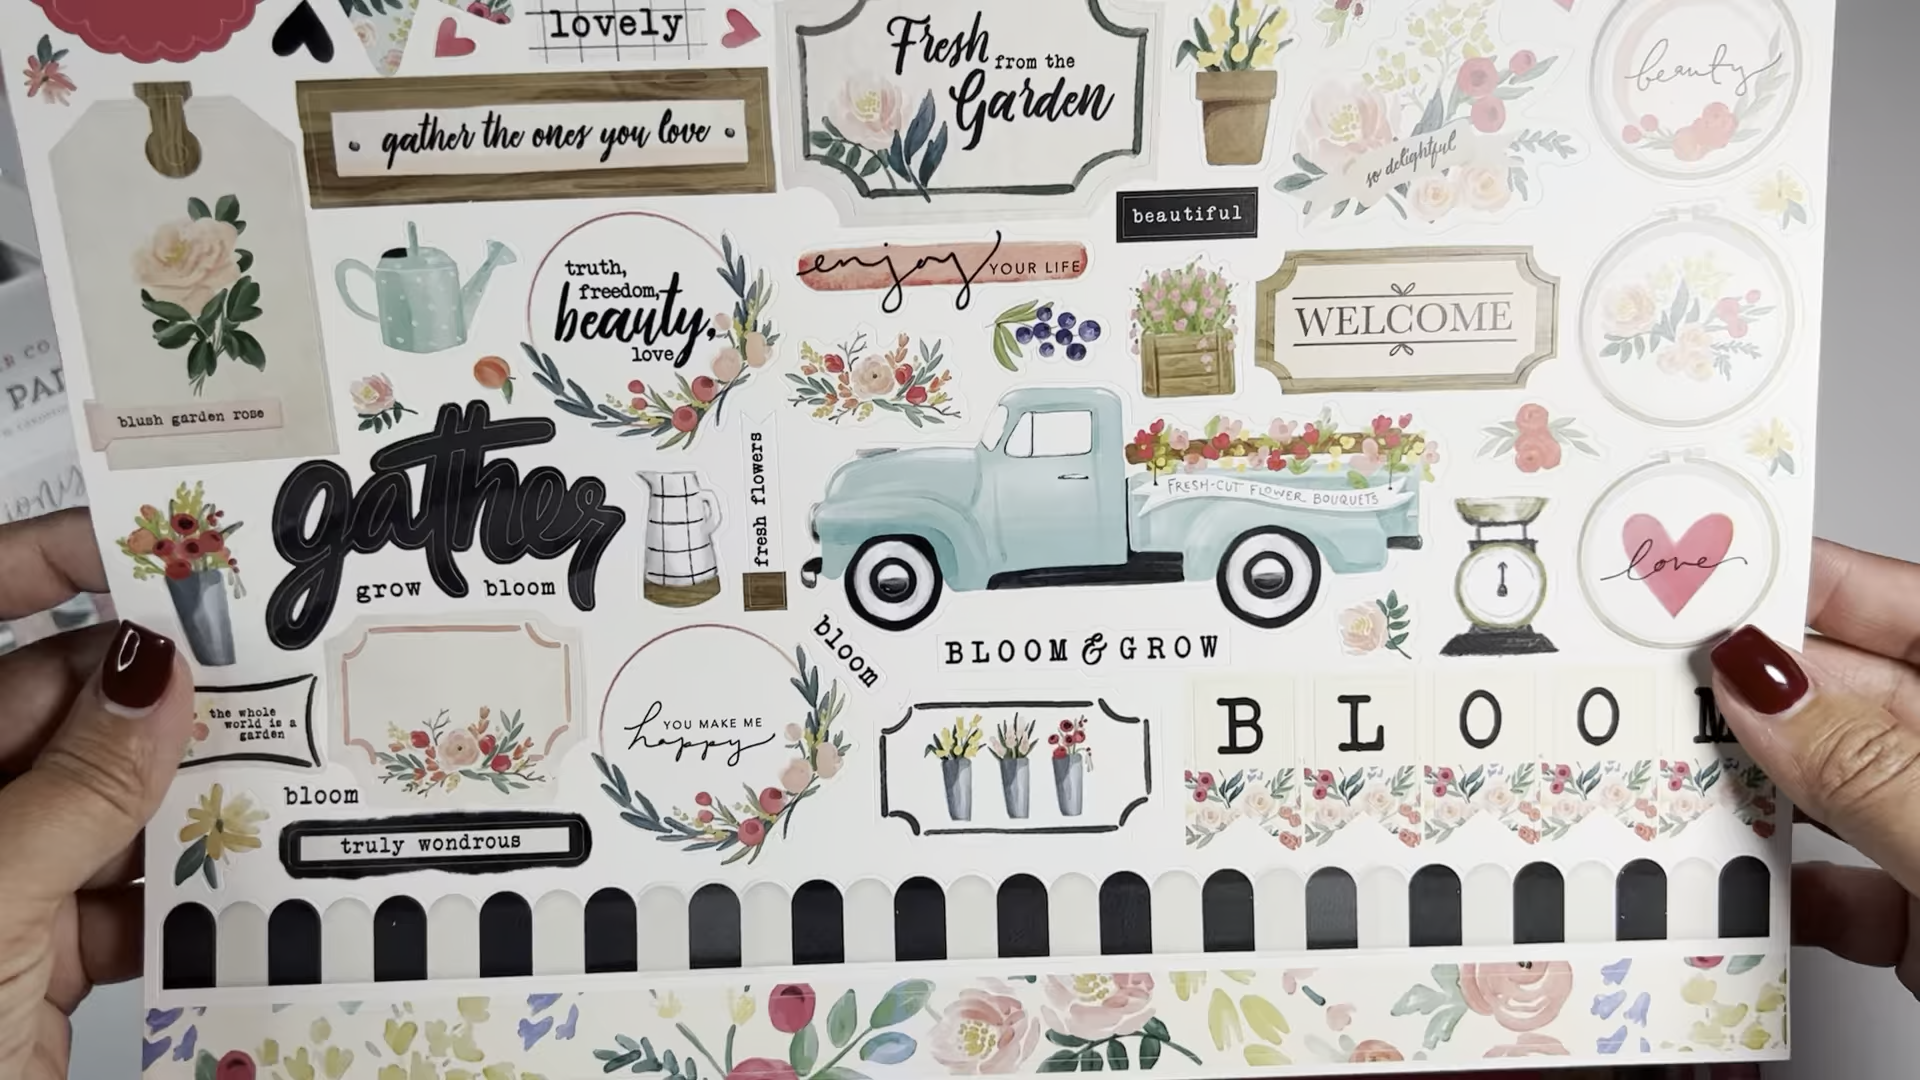 lovely
Fresh
from the
Garden
beauty
gather the ones you love
so delightful
beautiful
truth,
freedom,
beauty,
love
enjoy YOUR LIFE
WELCOME
blush garden rose
PA
gather
grow bloom
fresh flowers
FRESH-CUT FLOWER BOUQUETS
love
bloom
BLOOM & GROW
the whole
world is a
garden
YOU MAKE ME
happy
BLOOM
bloom
truly wondrous